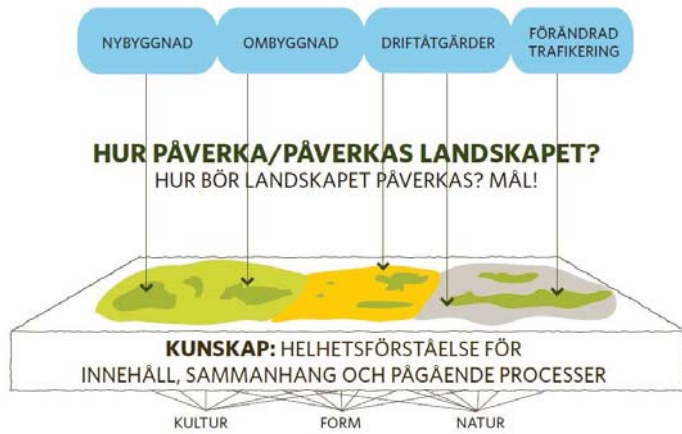 NYBYGGNAD
OMBYGGNAD
DRIFTÅTGÄRDER
FÖRÄNDRAD
TRAFIKERING
HUR PÅVERKA/PÅVERKAS LANDSKAPET?
HUR BÖR LANDSKAPET PÅVERKAS? MÅL!
KUNSKAP: HELHETSFÖRSTÅELSE FÖR
INNEHÅLL, SAMMANHANG OCH PÅGÅENDE PROCESSER
KULTUR
FORM
NATUR